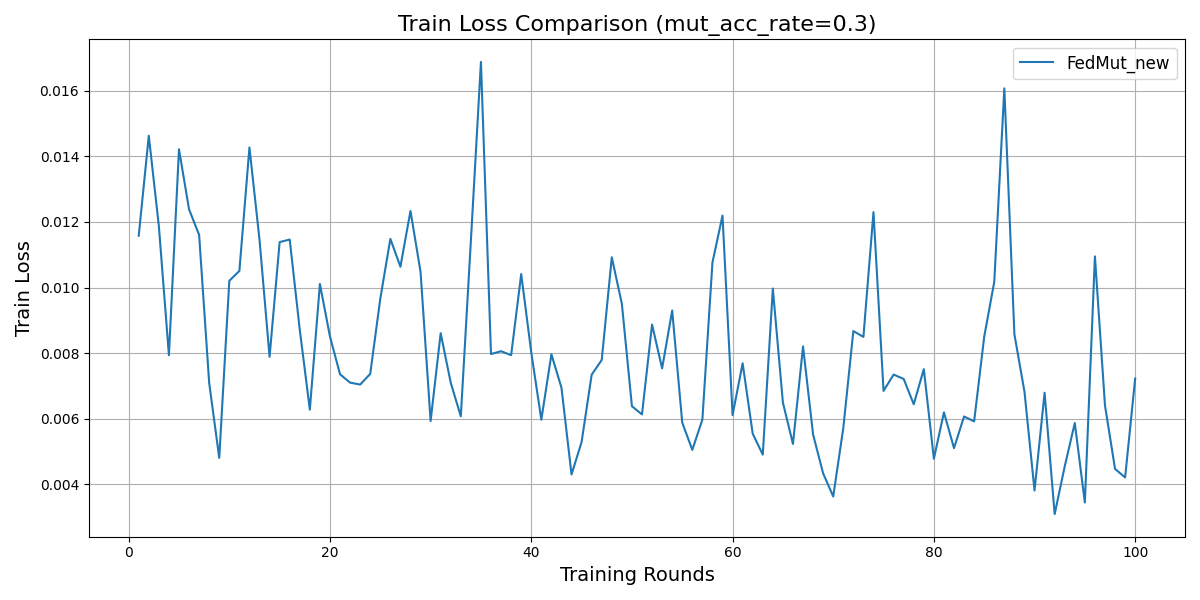 Train Loss Comparison (mut_acc_rate=0.3)
FedMut_new
Train Loss
0.016
0.014
0.012
0.010
0.008
0.006
0.004
0 20 40 60 80 100
Training Rounds